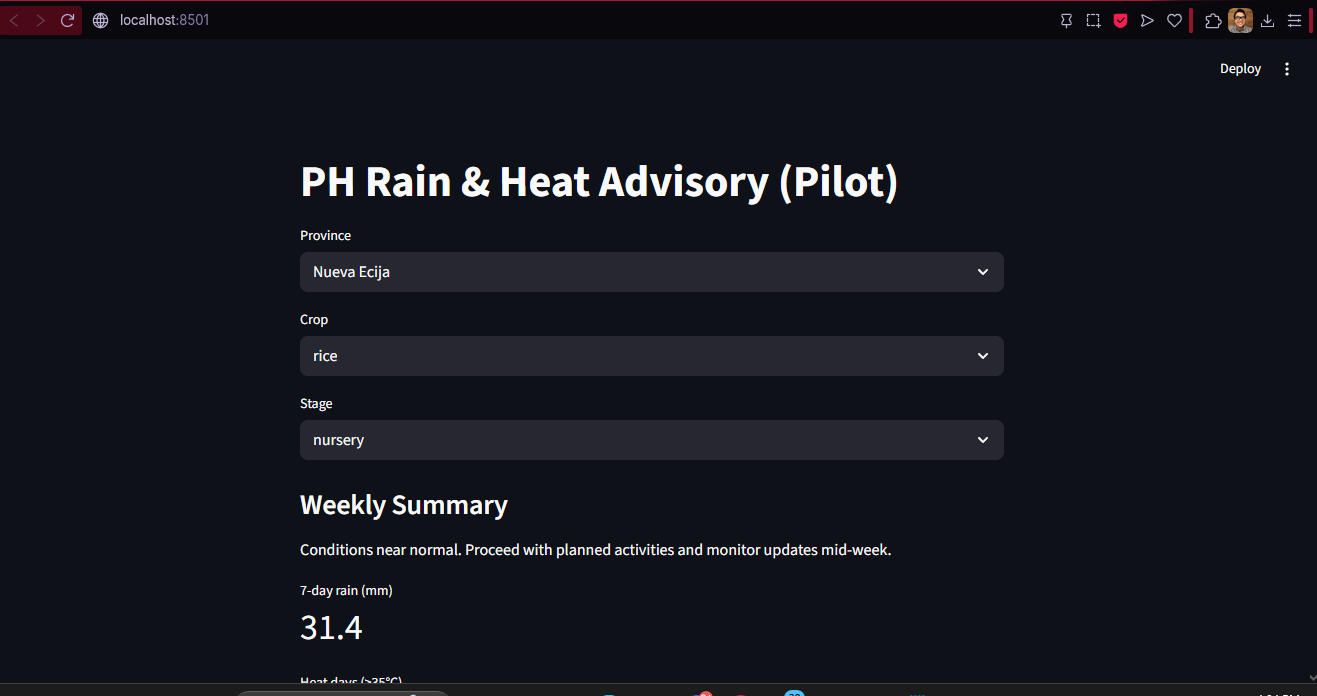 localhost:8501
Deploy
PH Rain & Heat Advisory (Pilot)
Province
Nueva Ecija
Crop
rice
Stage
nursery
Weekly Summary
Conditions near normal. Proceed with planned activities and monitor updates mid-week.
7-day rain (mm)
31.4
Heat days (>35°C)